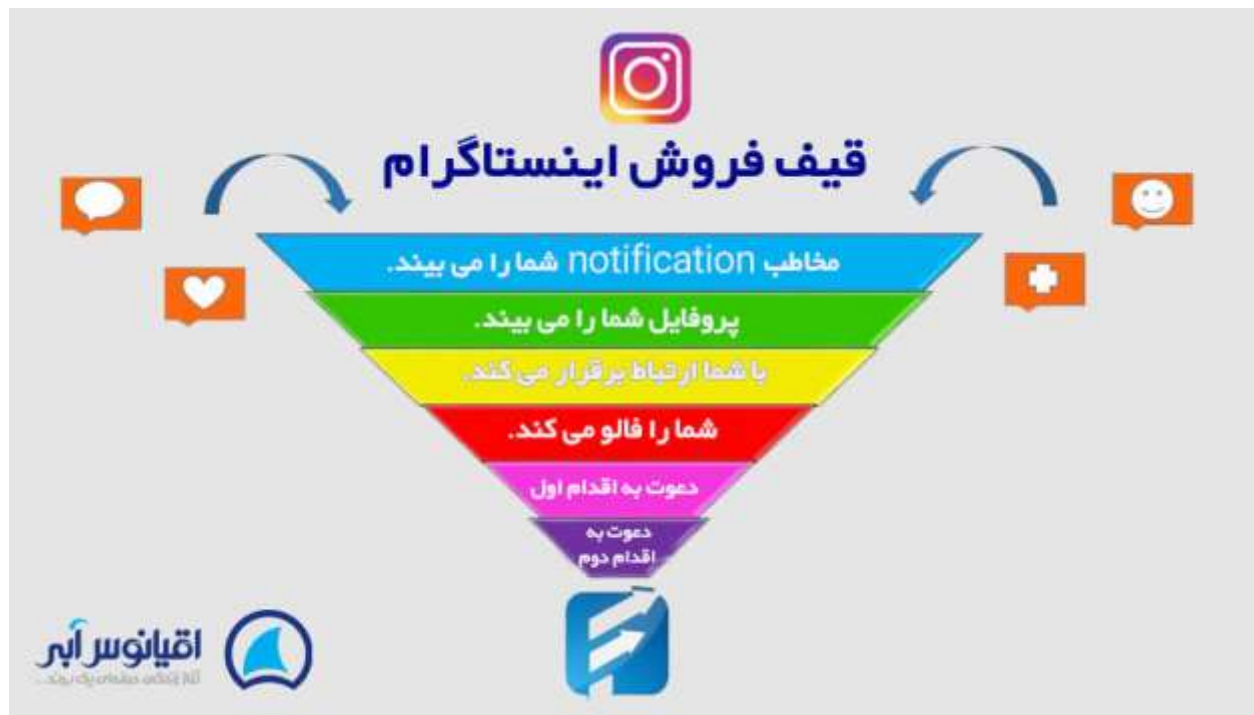 قیف فروش اینستاگرام
مخاطب notification شما را می بیند.
پروفایل شما را می بیند.
با شما ارتباط برقرار می کند.
شما را فالو می کند.
دعوت به اقدام اول
دعوت به
اقدام دوم
اقیانوس آبی